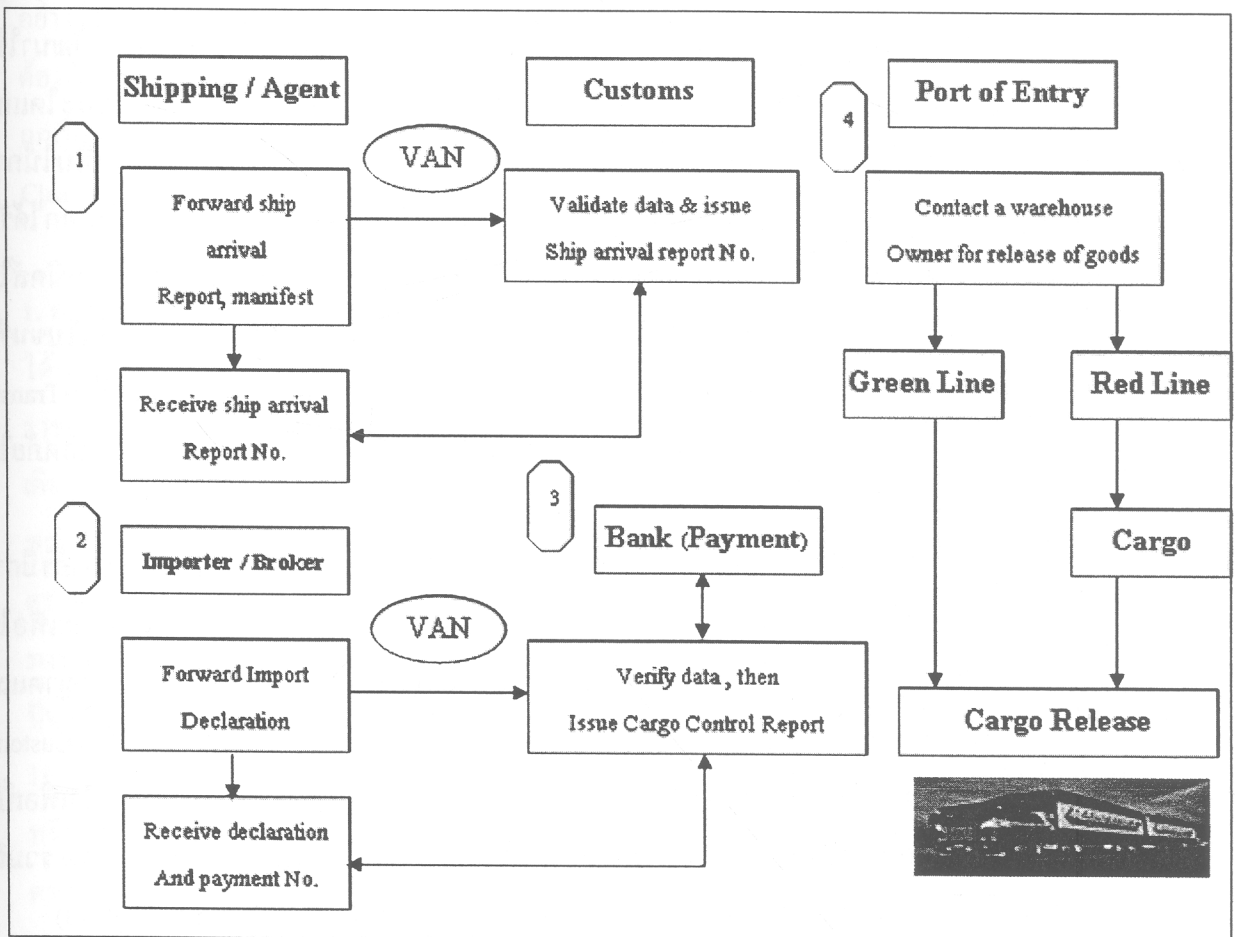 Shipping / Agent
Customs
4
Port of Entry
1
VAN
Forward ship
arrival
Report, manifest
Validate data & issue
Ship arrival report No.
Contact a warehouse
Owner for release of goods
Green Line
Red Line
Receive ship arrival
Report No.
3
2
Importer / Broker
Bank (Payment)
Cargo
VAN
Forward Import
Declaration
Verify data , then
Issue Cargo Control Report
Cargo Release
Receive declaration
And payment No.